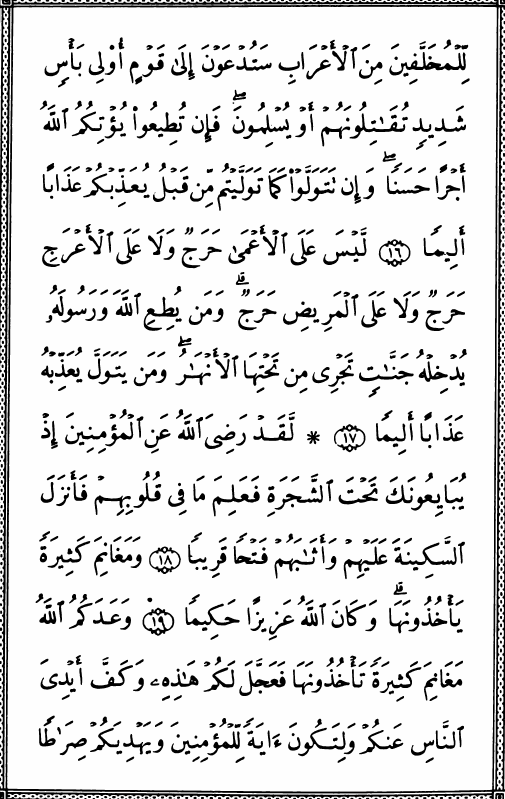 لِّلْمُخَلَّفِينَ مِنَ ٱلْأَعْرَابِ سَتُدْعَوْنَ إِلَىٰ قَوْمٍ أُوْلِى بَأْسٍ
شَدِيدٍ تُقَٰتِلُونَهُمْ أَوْ يُسْلِمُونَۖ فَإِن تُطِيعُواْ يُؤْتِكُمُ ٱللَّهُ
أَجْرًا حَسَنًاۖ وَإِن تَتَوَلَّوْاْ كَمَا تَوَلَّيْتُم مِّن قَبْلُ يُعَذِّبْكُمْ عَذَابًا
أَلِيمًا ١٦ لَّيْسَ عَلَى ٱلْأَعْمَىٰ حَرَجٌ وَلَا عَلَى ٱلْأَعْرَجِ
حَرَجٌ وَلَا عَلَى ٱلْمَرِيضِ حَرَجٌۗ وَمَن يُطِعِ ٱللَّهَ وَرَسُولَهُۥ
يُدْخِلْهُ جَنَّٰتٍ تَجْرِى مِن تَحْتِهَا ٱلْأَنْهَٰرُۖ وَمَن يَتَوَلَّ يُعَذِّبْهُ
عَذَابًا أَلِيمًا ١٧ * لَّقَدْ رَضِىَ ٱللَّهُ عَنِ ٱلْمُؤْمِنِينَ إِذْ
يُبَايِعُونَكَ تَحْتَ ٱلشَّجَرَةِ فَعَلِمَ مَا فِى قُلُوبِهِمْ فَأَنزَلَ
ٱلسَّكِينَةَ عَلَيْهِمْ وَأَثَٰبَهُمْ فَتْحًا قَرِيبًا ١٨ وَمَغَانِمَ كَثِيرَةً
يَأْخُذُونَهَاۗ وَكَانَ ٱللَّهُ عَزِيزًا حَكِيمًا ١٩ وَعَدَكُمُ ٱللَّهُ
مَغَانِمَ كَثِيرَةً تَأْخُذُونَهَا فَعَجَّلَ لَكُمْ هَٰذِهِۦ وَكَفَّ أَيْدِىَ
ٱلنَّاسِ عَنكُمْ وَلِتَكُونَ ءَايَةً لِّلْمُؤْمِنِينَ وَيَهْدِيَكُمْ صِرَٰطًا